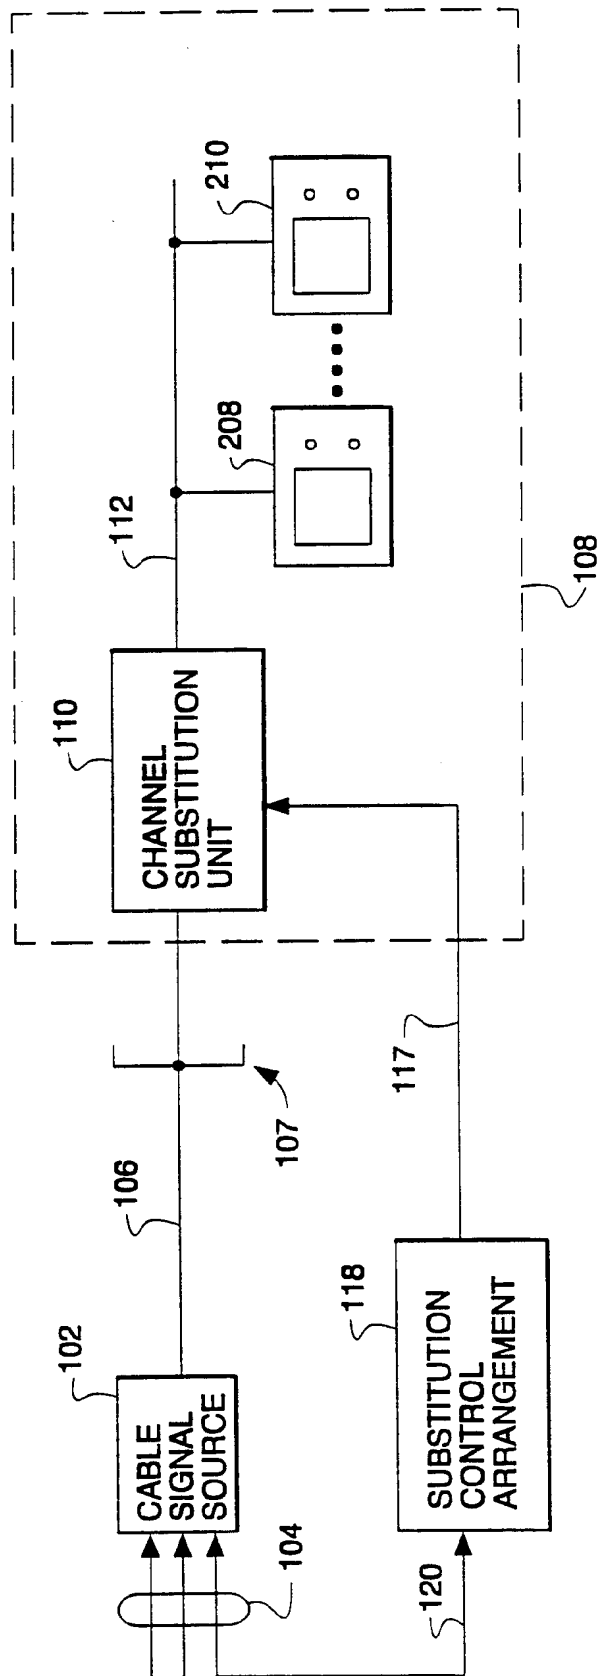 102
CABLE
SIGNAL
SOURCE
104
106
107
110
CHANNEL
SUBSTITUTION
UNIT
112
208
210
108
117
118
SUBSTITUTION
CONTROL
ARRANGEMENT
120